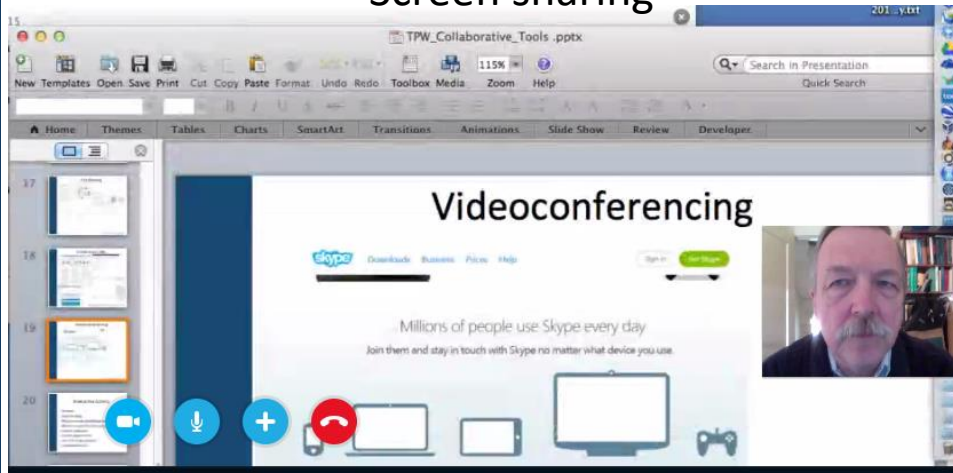 Screen sharing
15
201...y.txt
TPW_Collaborative_Tools .pptx
115%
Search in Presentation
New Templates Open Save Print Cut Copy Paste Format Undo Redo Toolbox Media Zoom Help
Quick Search
B I U
Home Themes Tables Charts SmartArt Transitions Animations Slide Show Review Developer
17
18
19
20
Videoconferencing
skype Downloads Business Prices Help Sign in Get Skype
Millions of people use Skype every day
Join them and stay in touch with Skype no matter what device you use.